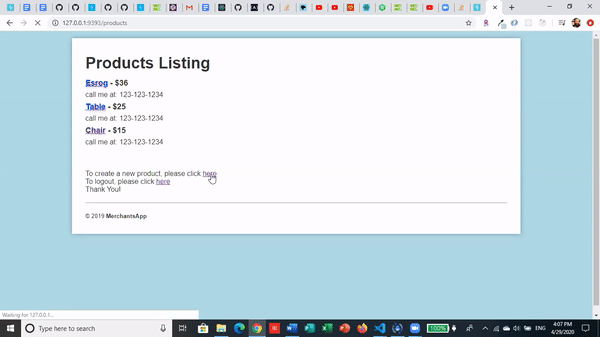 127.0.0.1:9393/products
Products Listing
Esrog - $36
call me at: 123-123-1234
Table - $25
call me at: 123-123-1234
Chair - $15
call me at: 123-123-1234
To create a new product, please click here
To logout, please click here
Thank You!
© 2019 MerchantsApp
Waiting for 127.0.0.1...
Type here to search
100%
ENG
4:07 PM
4/29/2020